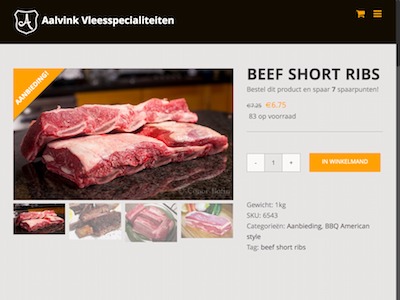 Aalvink Vleesspecialiteiten
AANBIEDING!
BEEF SHORT RIBS
Bestel dit product en spaar 7 spaarpunten!
€7.25 €6.75
83 op voorraad
- 1 +
IN WINKELMAND
Gewicht: 1kg
SKU: 6543
Categorieën: Aanbieding, BBQ American
style
Tag: beef short ribs